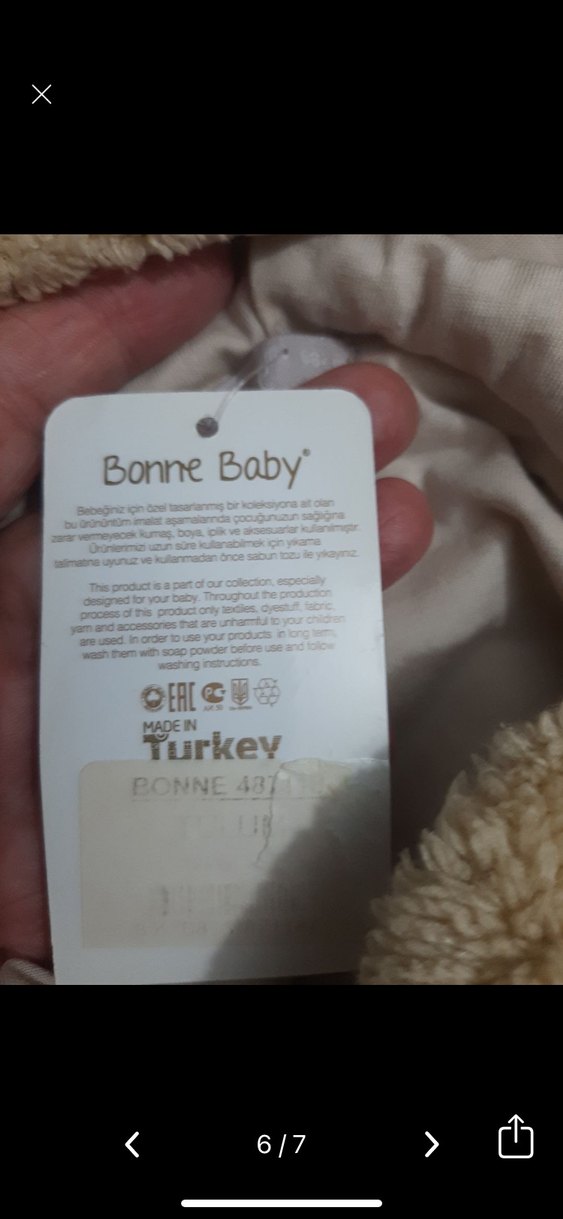 Bonne Baby®
Bebeğiniz için özel tasarlanmış bir koleksiyona ait olan
bu ürününtüm imalat aşamalarında çocuğunuzun sağlığına
zarar vermeyecek kumaş, boya, iplik ve aksesuarlar kullanılmıştır.
Ürünlerimizi uzun süre kullanabilmek için yıkama
talimatına uyunuz ve kullanmadan önce sabun tozu ile yıkayınız.
This product is a part of our collection, especially
designed for your baby. Throughout the production
process of this product only textiles, dyestuff, fabric,
yarn and accessories that are unharmful to your children
are used. In order to use your products in long term,
wash them with soap powder before use and follow
washing instructions.
EAC
MADE IN
Turkey
BONNE
6/7